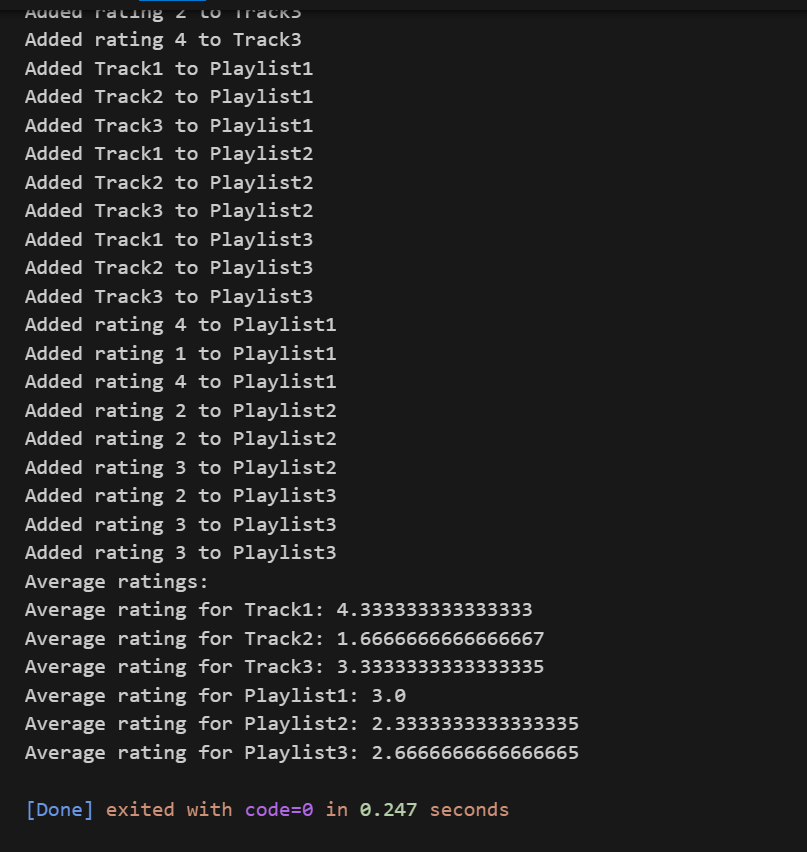 Added rating 2 to Track3
Added rating 4 to Track3
Added Track1 to Playlist1
Added Track2 to Playlist1
Added Track3 to Playlist1
Added Track1 to Playlist2
Added Track2 to Playlist2
Added Track3 to Playlist2
Added Track1 to Playlist3
Added Track2 to Playlist3
Added Track3 to Playlist3
Added rating 4 to Playlist1
Added rating 1 to Playlist1
Added rating 4 to Playlist1
Added rating 2 to Playlist2
Added rating 2 to Playlist2
Added rating 3 to Playlist2
Added rating 2 to Playlist3
Added rating 3 to Playlist3
Added rating 3 to Playlist3
Average ratings:
Average rating for Track1: 4.333333333333333
Average rating for Track2: 1.6666666666666667
Average rating for Track3: 3.3333333333333335
Average rating for Playlist1: 3.0
Average rating for Playlist2: 2.3333333333333335
Average rating for Playlist3: 2.6666666666666665
[Done] exited with code=0 in 0.247 seconds